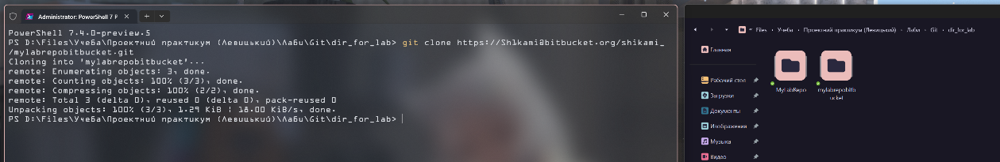 Administrator: PowerShell 7 P
PowerShell 7.4.0-preview.5
PS D:\Files\Учеба\Проектний практикум (Левицький)\Лаби\Git\dir_for_lab> git clone https://Sh1kami@bitbucket.org/shikami_
/mylabrepobitbucket.git
Cloning into 'mylabrepobitbucket'...
remote: Enumerating objects: 3, done.
remote: Counting objects: 100% (3/3), done.
remote: Compressing objects: 100% (2/2), done.
remote: Total 3 (delta 0), reused 0 (delta 0), pack-reused 0
Unpacking objects: 100% (3/3), 1.29 KiB | 18.00 KiB/s, done.
PS D:\Files\Учеба\Проектний практикум (Левицький)\Лаби\Git\dir_for_lab>
Files Учеба Проектний практикум (Левицький) Лаби Git dir_for_lab
Главная
Рабочий стол
Загрузки
Документы
Изображения
Музыка
Видео
MyLabRepo
mylabrepobitb
ucket